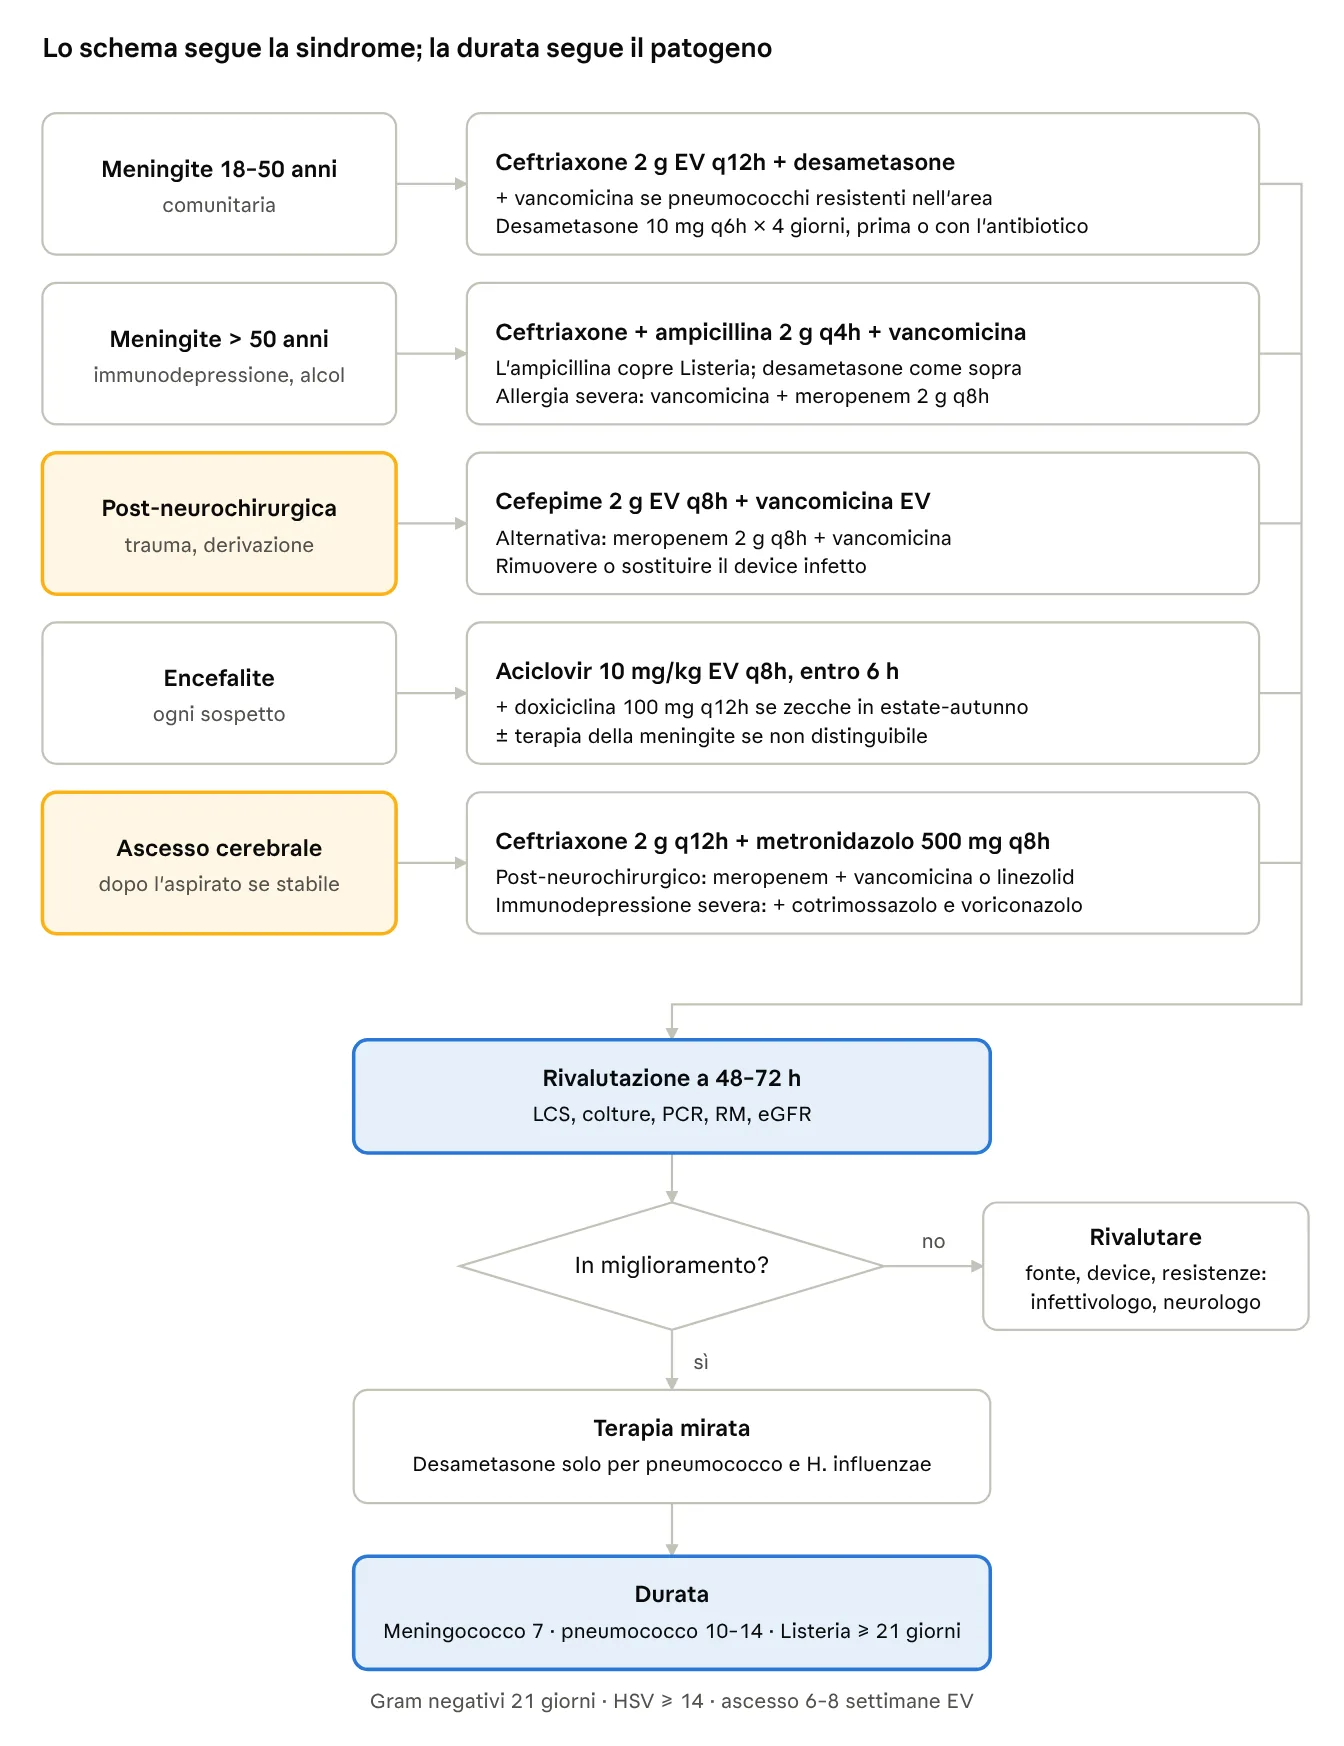 Lo schema segue la sindrome; la durata segue il patogeno
Meningite 18–50 anni
comunitaria
Ceftriaxone 2 g EV q12h + desametasone
+ vancomicina se pneumococchi resistenti nell'area
Desametasone 10 mg q6h × 4 giorni, prima o con l'antibiotico
Meningite > 50 anni
immunodepressione, alcol
Ceftriaxone + ampicillina 2 g q4h + vancomicina
L'ampicillina copre Listeria; desametasone come sopra
Allergia severa: vancomicina + meropenem 2 g q8h
Post-neurochirurgica
trauma, derivazione
Cefepime 2 g EV q8h + vancomicina EV
Alternativa: meropenem 2 g q8h + vancomicina
Rimuovere o sostituire il device infetto
Encefalite
ogni sospetto
Aciclovir 10 mg/kg EV q8h, entro 6 h
+ doxiciclina 100 mg q12h se zecche in estate-autunno
± terapia della meningite se non distinguibile
Ascesso cerebrale
dopo l'aspirato se stabile
Ceftriaxone 2 g q12h + metronidazolo 500 mg q8h
Post-neurochirurgico: meropenem + vancomicina o linezolid
Immunodepressione severa: + cotrimossazolo e voriconazolo
Rivalutazione a 48–72 h
LCS, colture, PCR, RM, eGFR
In miglioramento?
no
Rivalutare
fonte, device, resistenze:
infettivologo, neurologo
sì
Terapia mirata
Desametasone solo per pneumococco e H. influenzae
Durata
Meningococco 7 · pneumococco 10–14 · Listeria ≥ 21 giorni
Gram negativi 21 giorni · HSV ≥ 14 · ascesso 6–8 settimane EV